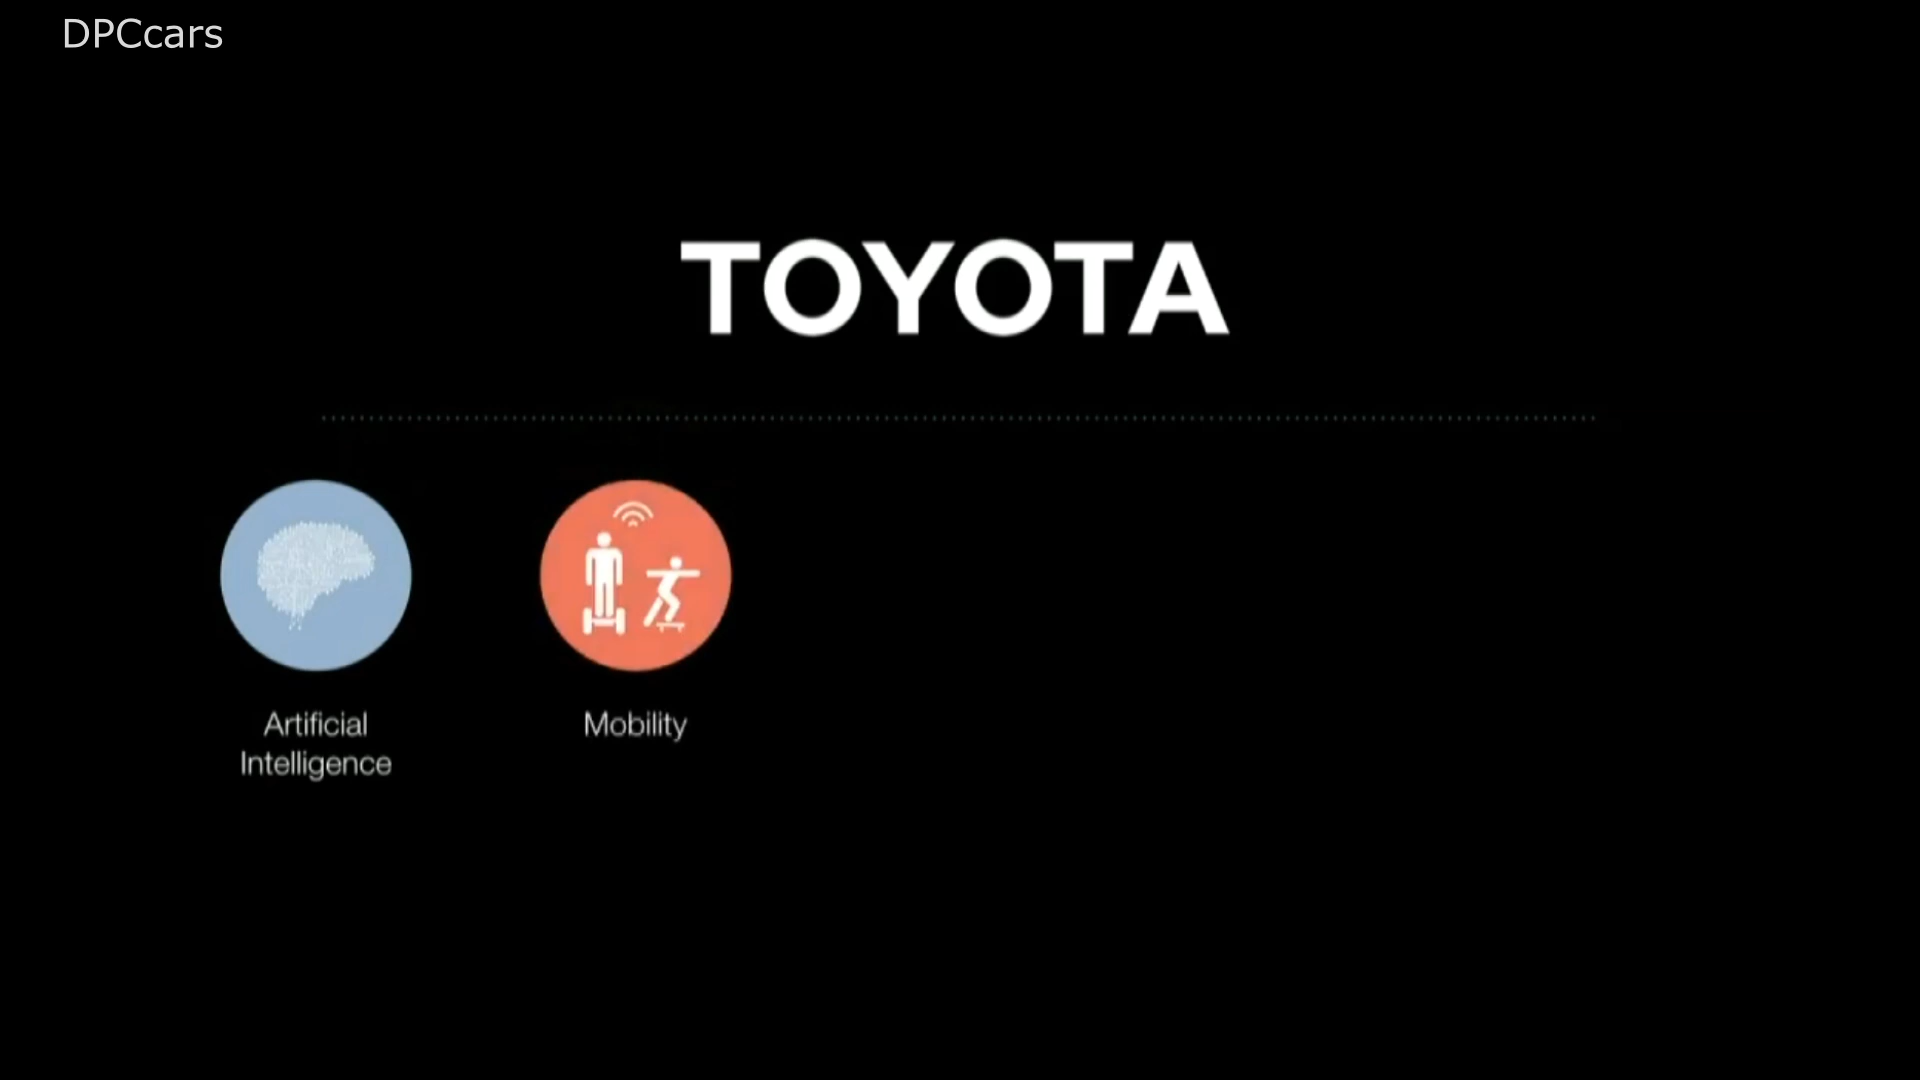 DPCcars
TOYOTA
Artificial
Intelligence
Mobility